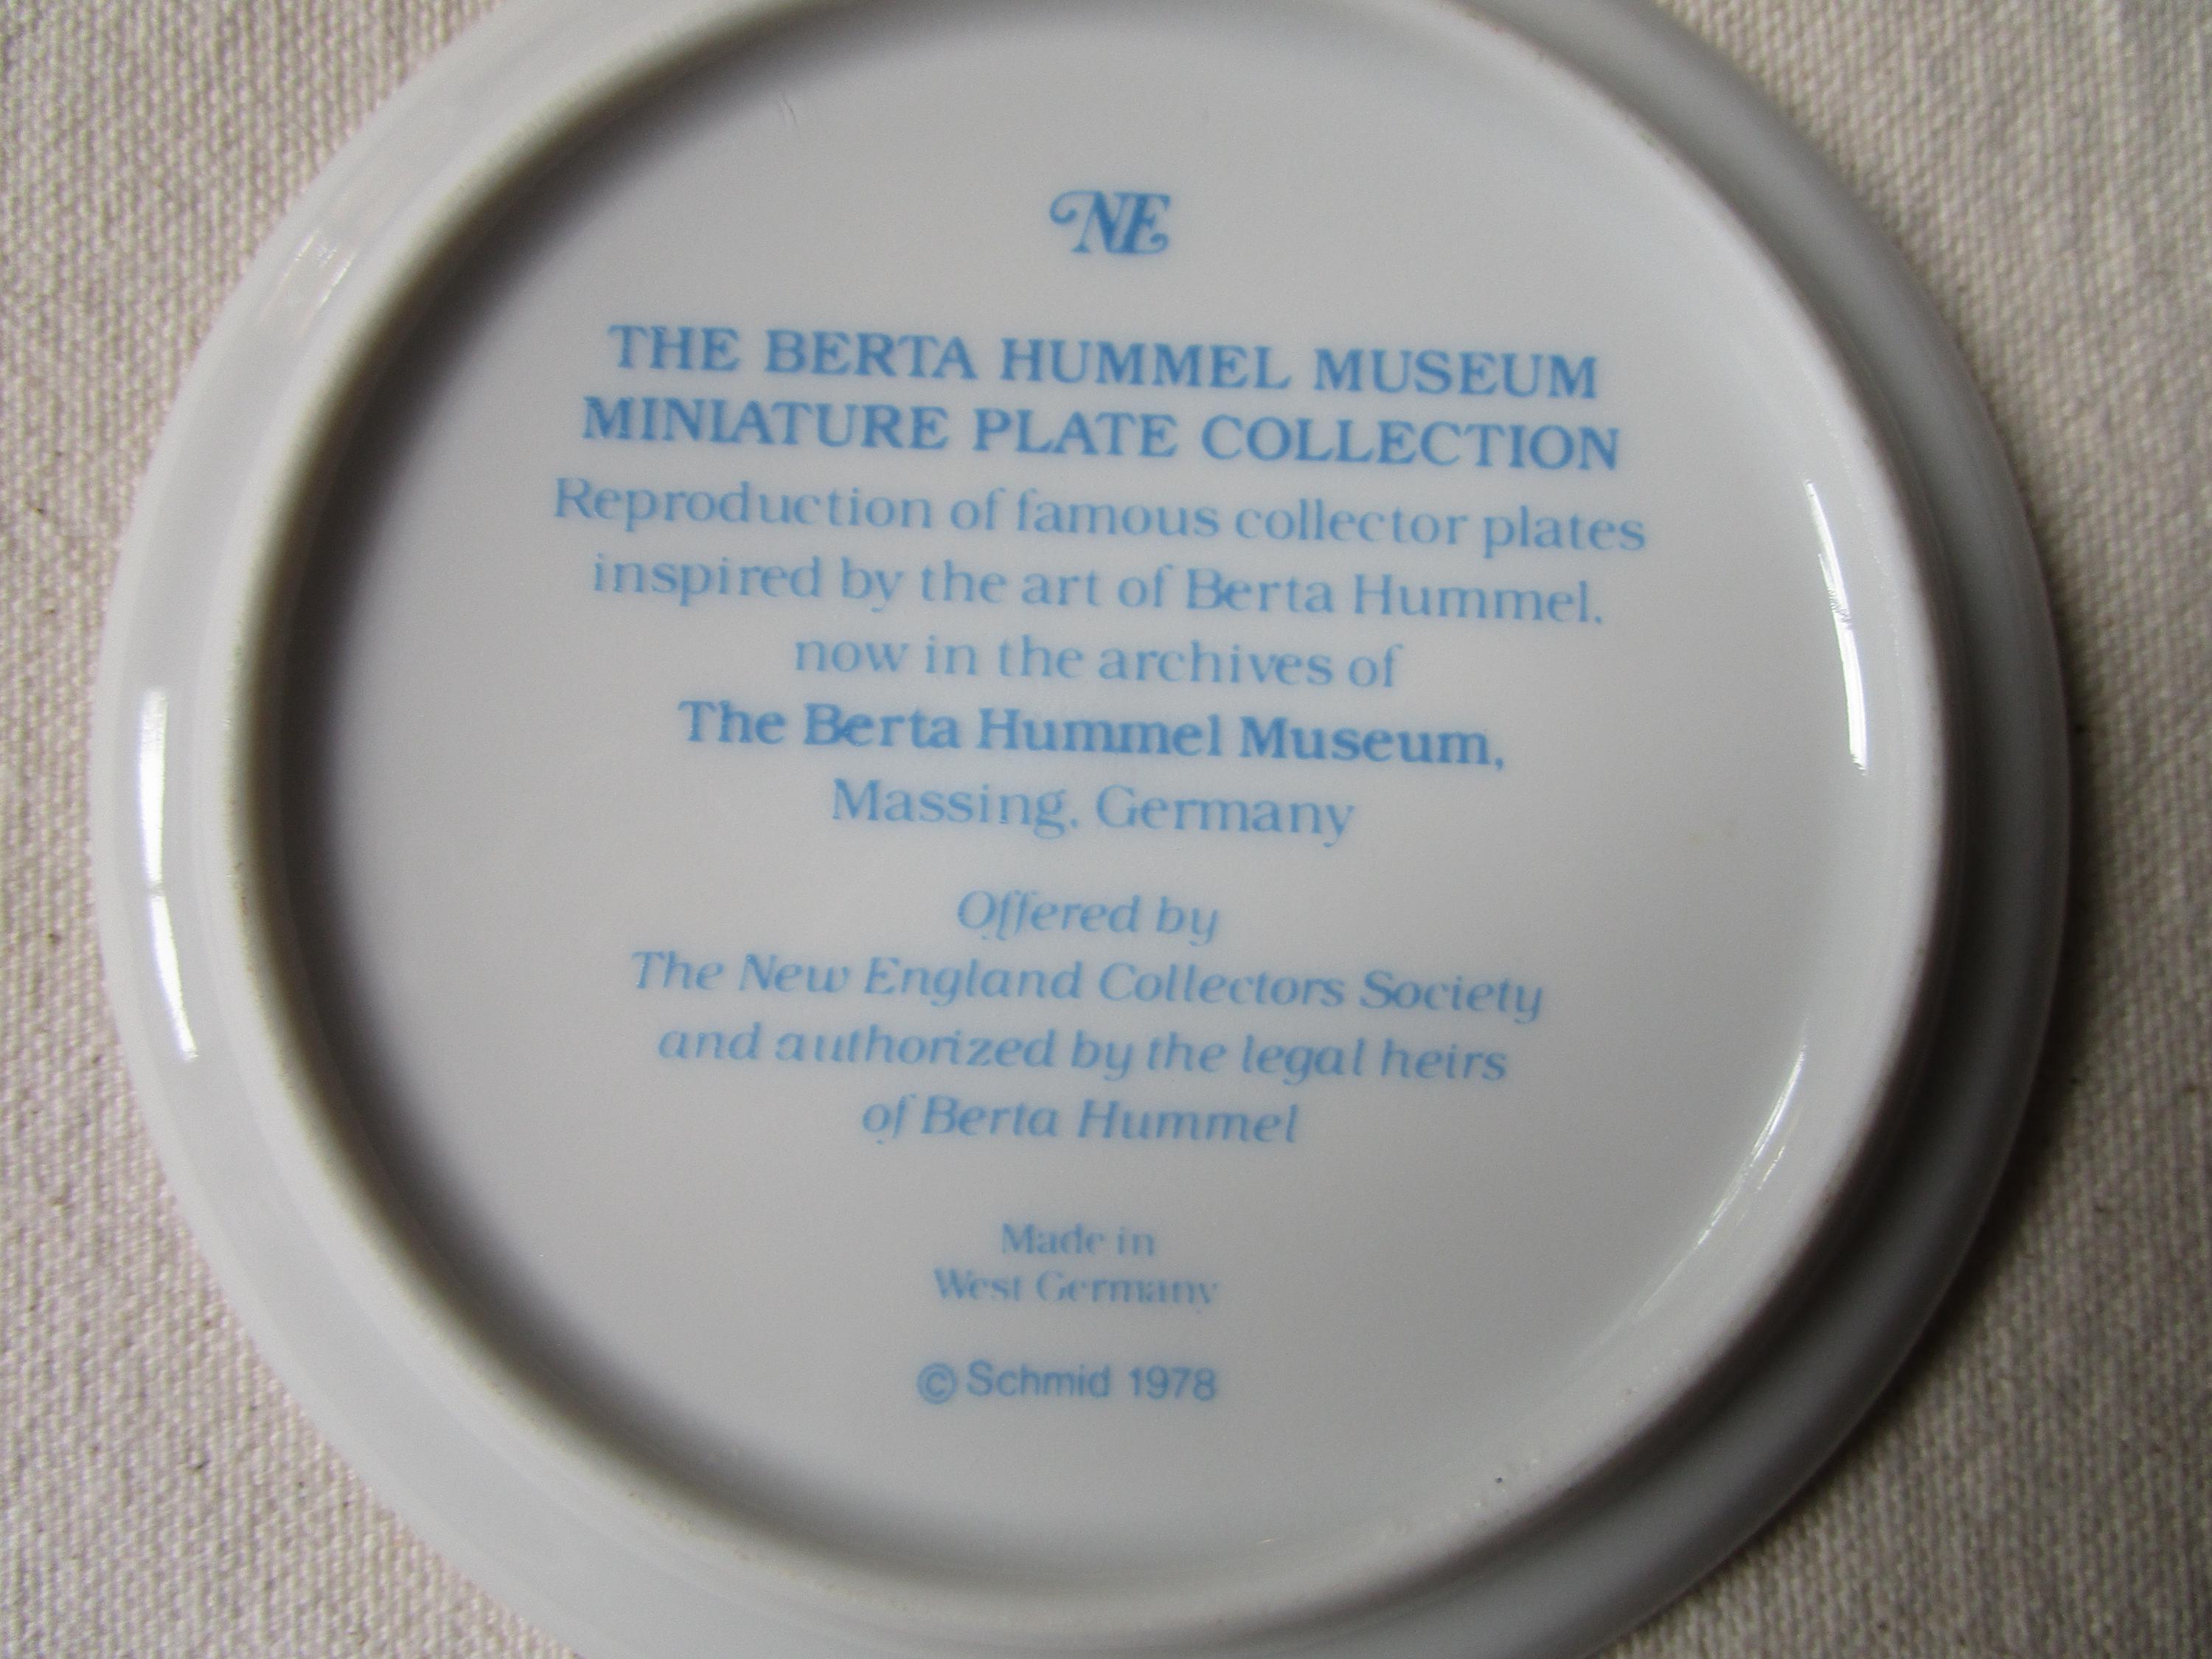 NE
THE BERTA HUMMEL MUSEUM
MINIATURE PLATE COLLECTION
Reproduction of famous collector plates
inspired by the art of Berta Hummel,
now in the archives of
The Berta Hummel Museum,
Massing, Germany
Offered by
The New England Collectors Society
and authorized by the legal heirs
of Berta Hummel
Made in
West Germany
© Schmid 1978